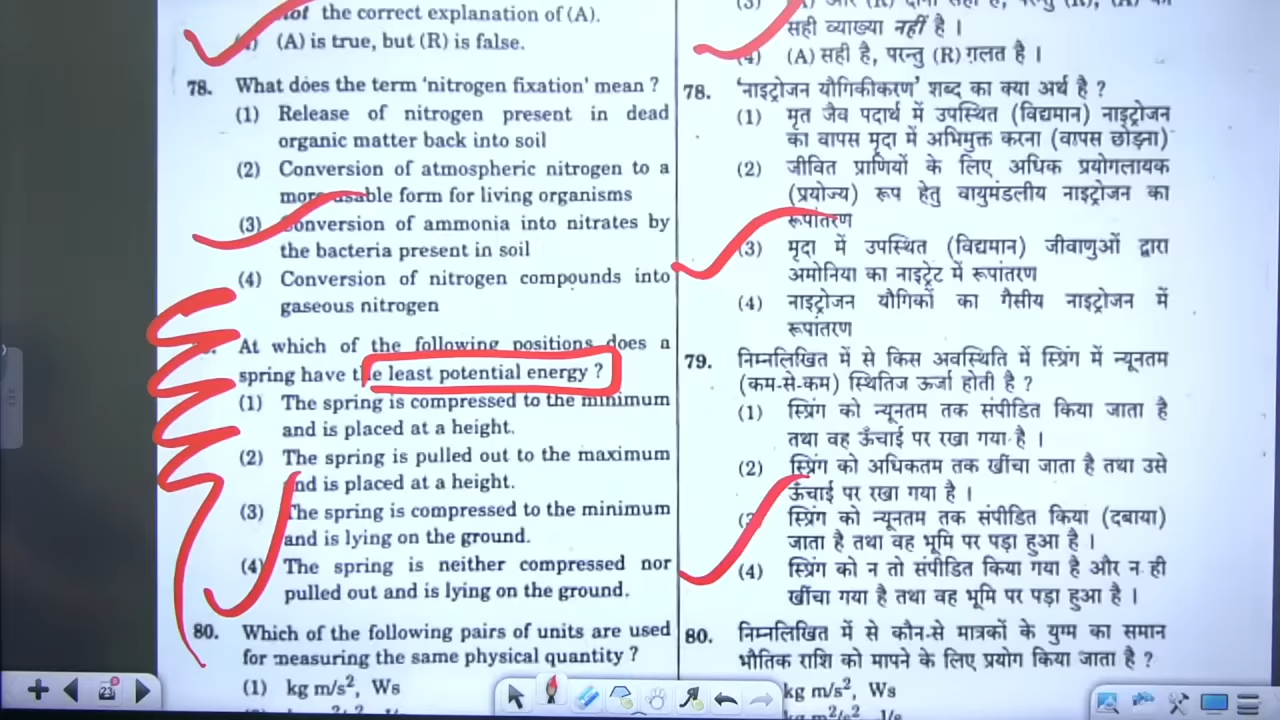 not the correct explanation of (A).
(A) is true, but (R) is false.
78. What does the term 'nitrogen fixation' mean ?
(1) Release of nitrogen present in dead
organic matter back into soil
(2) Conversion of atmospheric nitrogen to a
more usable form for living organisms
(3) Conversion of ammonia into nitrates by
the bacteria present in soil
(4) Conversion of nitrogen compounds into
gaseous nitrogen
At which of the following positions does a
spring have the least potential energy ?
(1) The spring is compressed to the minimum
and is placed at a height.
(2) The spring is pulled out to the maximum
and is placed at a height.
(3) The spring is compressed to the minimum
and is lying on the ground.
(4) The spring is neither compressed nor
pulled out and is lying on the ground.
80. Which of the following pairs of units are used
for measuring the same physical quantity ?
(1) kg m/s², Ws
सही व्याख्या नहीं है ।
(4) (A) सही है, परन्तु (R) ग़लत है ।
78. 'नाइट्रोजन यौगिकीकरण' शब्द का क्या अर्थ है ?
(1) मृत जैव पदार्थ में उपस्थित (विद्यमान) नाइट्रोजन
का वापस मृदा में अभिमुक्त करना (वापस छोड़ना)
(2) जीवित प्राणियों के लिए अधिक प्रयोगलायक
(प्रयोज्य) रूप हेतु वायुमंडलीय नाइट्रोजन का
रूपांतरण
(3) मृदा में उपस्थित (विद्यमान) जीवाणुओं द्वारा
अमोनिया का नाइट्रेट में रूपांतरण
(4) नाइट्रोजन यौगिकों का गैसीय नाइट्रोजन में
रूपांतरण
79. निम्नलिखित में से किस अवस्थिति में स्प्रिंग में न्यूनतम
(कम-से-कम) स्थितिज ऊर्जा होती है ?
(1) स्प्रिंग को न्यूनतम तक संपीडित किया जाता है
तथा वह ऊँचाई पर रखा गया है ।
(2) स्प्रिंग को अधिकतम तक खींचा जाता है तथा उसे
ऊँचाई पर रखा गया है ।
(3) स्प्रिंग को न्यूनतम तक संपीडित किया (दबाया)
जाता है तथा वह भूमि पर पड़ा हुआ है ।
(4) स्प्रिंग को न तो संपीडित किया गया है और न ही
खींचा गया है तथा वह भूमि पर पड़ा हुआ है ।
80. निम्नलिखित में से कौन-से मात्रकों के युग्म का समान
भौतिक राशि को मापने के लिए प्रयोग किया जाता है ?
kg m/s², Ws
23